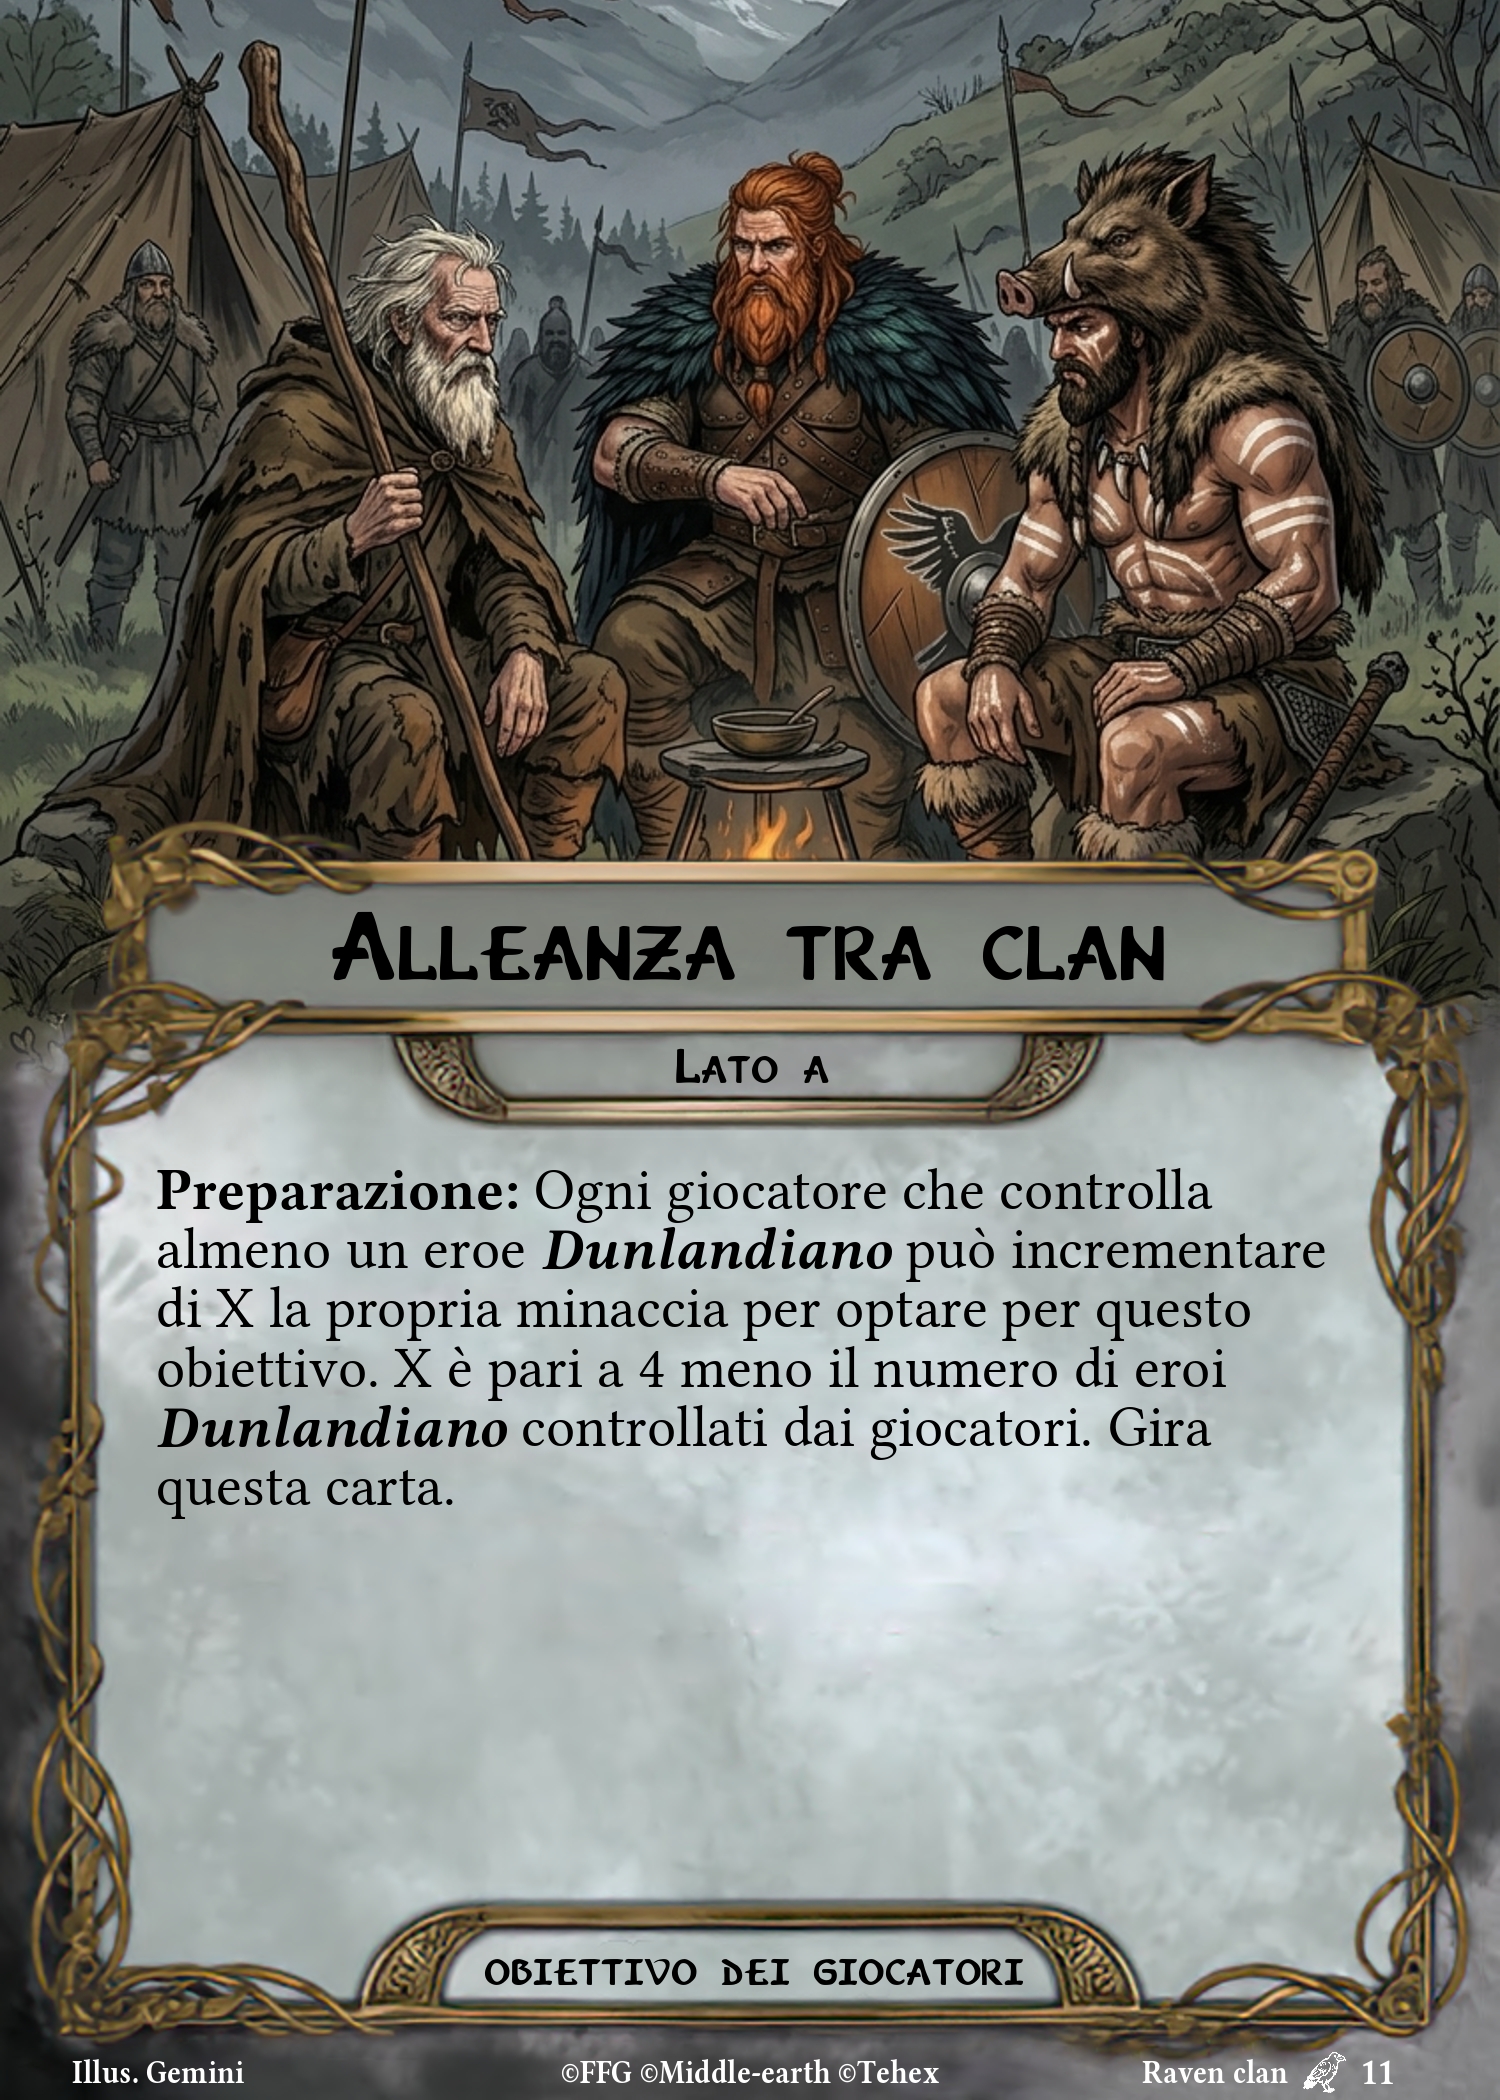 Alleanza tra clan
Lato A
Preparazione: Ogni giocatore che controlla
almeno un eroe Dunlandiano può incrementare
di X la propria minaccia per optare per questo
obiettivo. X è pari a 4 meno il numero di eroi
Dunlandiano controllati dai giocatori. Gira
questa carta.
obiettivo dei giocatori
Illus. Gemini
©FFG ©Middle-earth ©Tehex
Raven clan 11